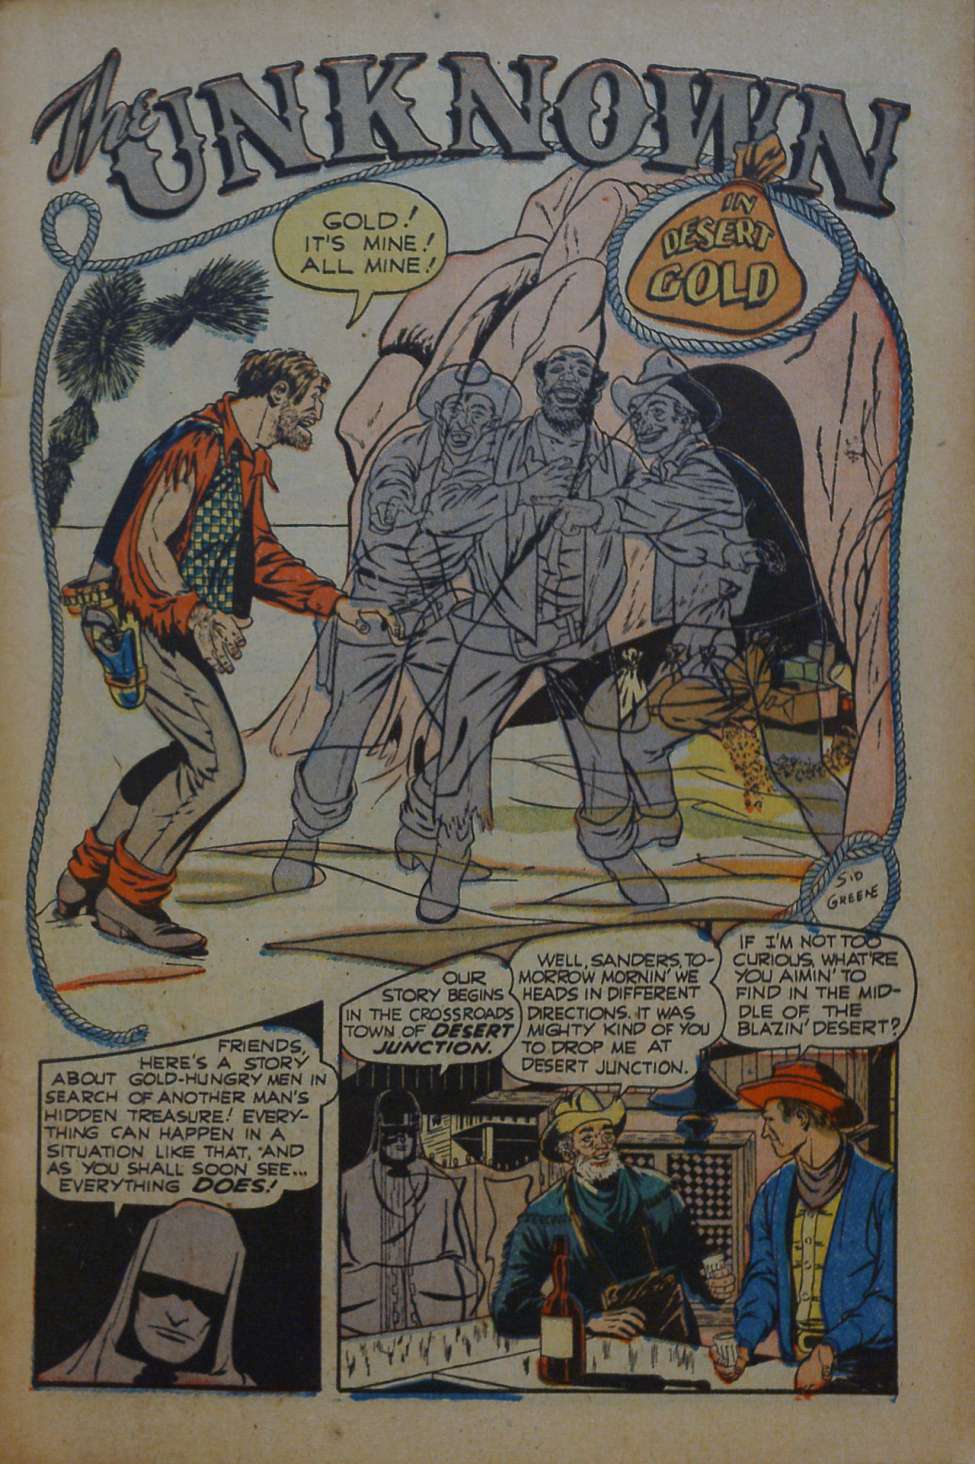 The UNKNOWN
IN
DESERT
GOLD
GOLD!
IT'S MINE!
ALL MINE!
SID
GREENE
FRIENDS,
HERE'S A STORY
ABOUT GOLD-HUNGRY MEN IN
SEARCH OF ANOTHER MAN'S
HIDDEN TREASURE! EVERY-
THING CAN HAPPEN IN A
SITUATION LIKE THAT, AND
AS YOU SHALL SOON SEE...
EVERYTHING DOES!
OUR
STORY BEGINS
IN THE CROSSROADS
TOWN OF DESERT
JUNCTION.
WELL, SANDERS, TO-
MORROW MORNIN' WE
HEADS IN DIFFERENT
DIRECTIONS. IT WAS
MIGHTY KIND OF YOU
TO DROP ME AT
DESERT JUNCTION.
IF I'M NOT TOO
CURIOUS, WHAT'RE
YOU AIMIN' TO
FIND IN THE MID-
DLE OF THE
BLAZIN' DESERT?